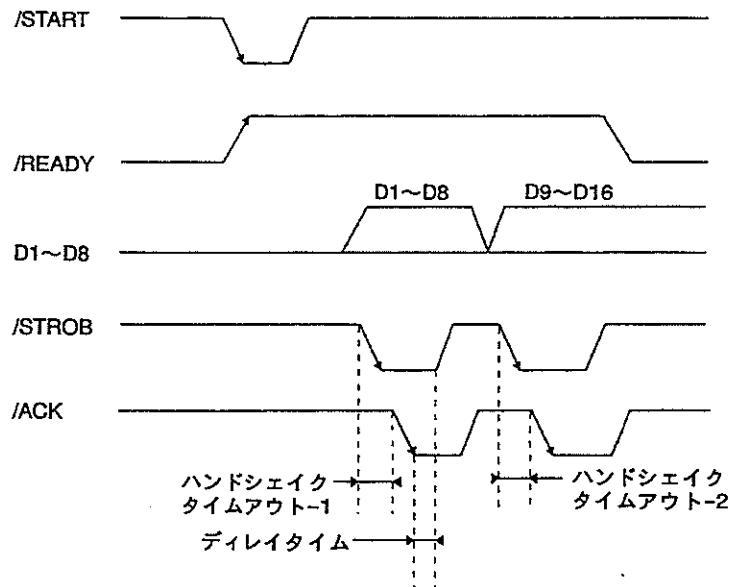 /START
/READY
D1～D8
D9～D16
D1～D8
/STROB
/ACK
ハンドシェイク
タイムアウト-1
ハンドシェイク
タイムアウト-2
ディレイタイム